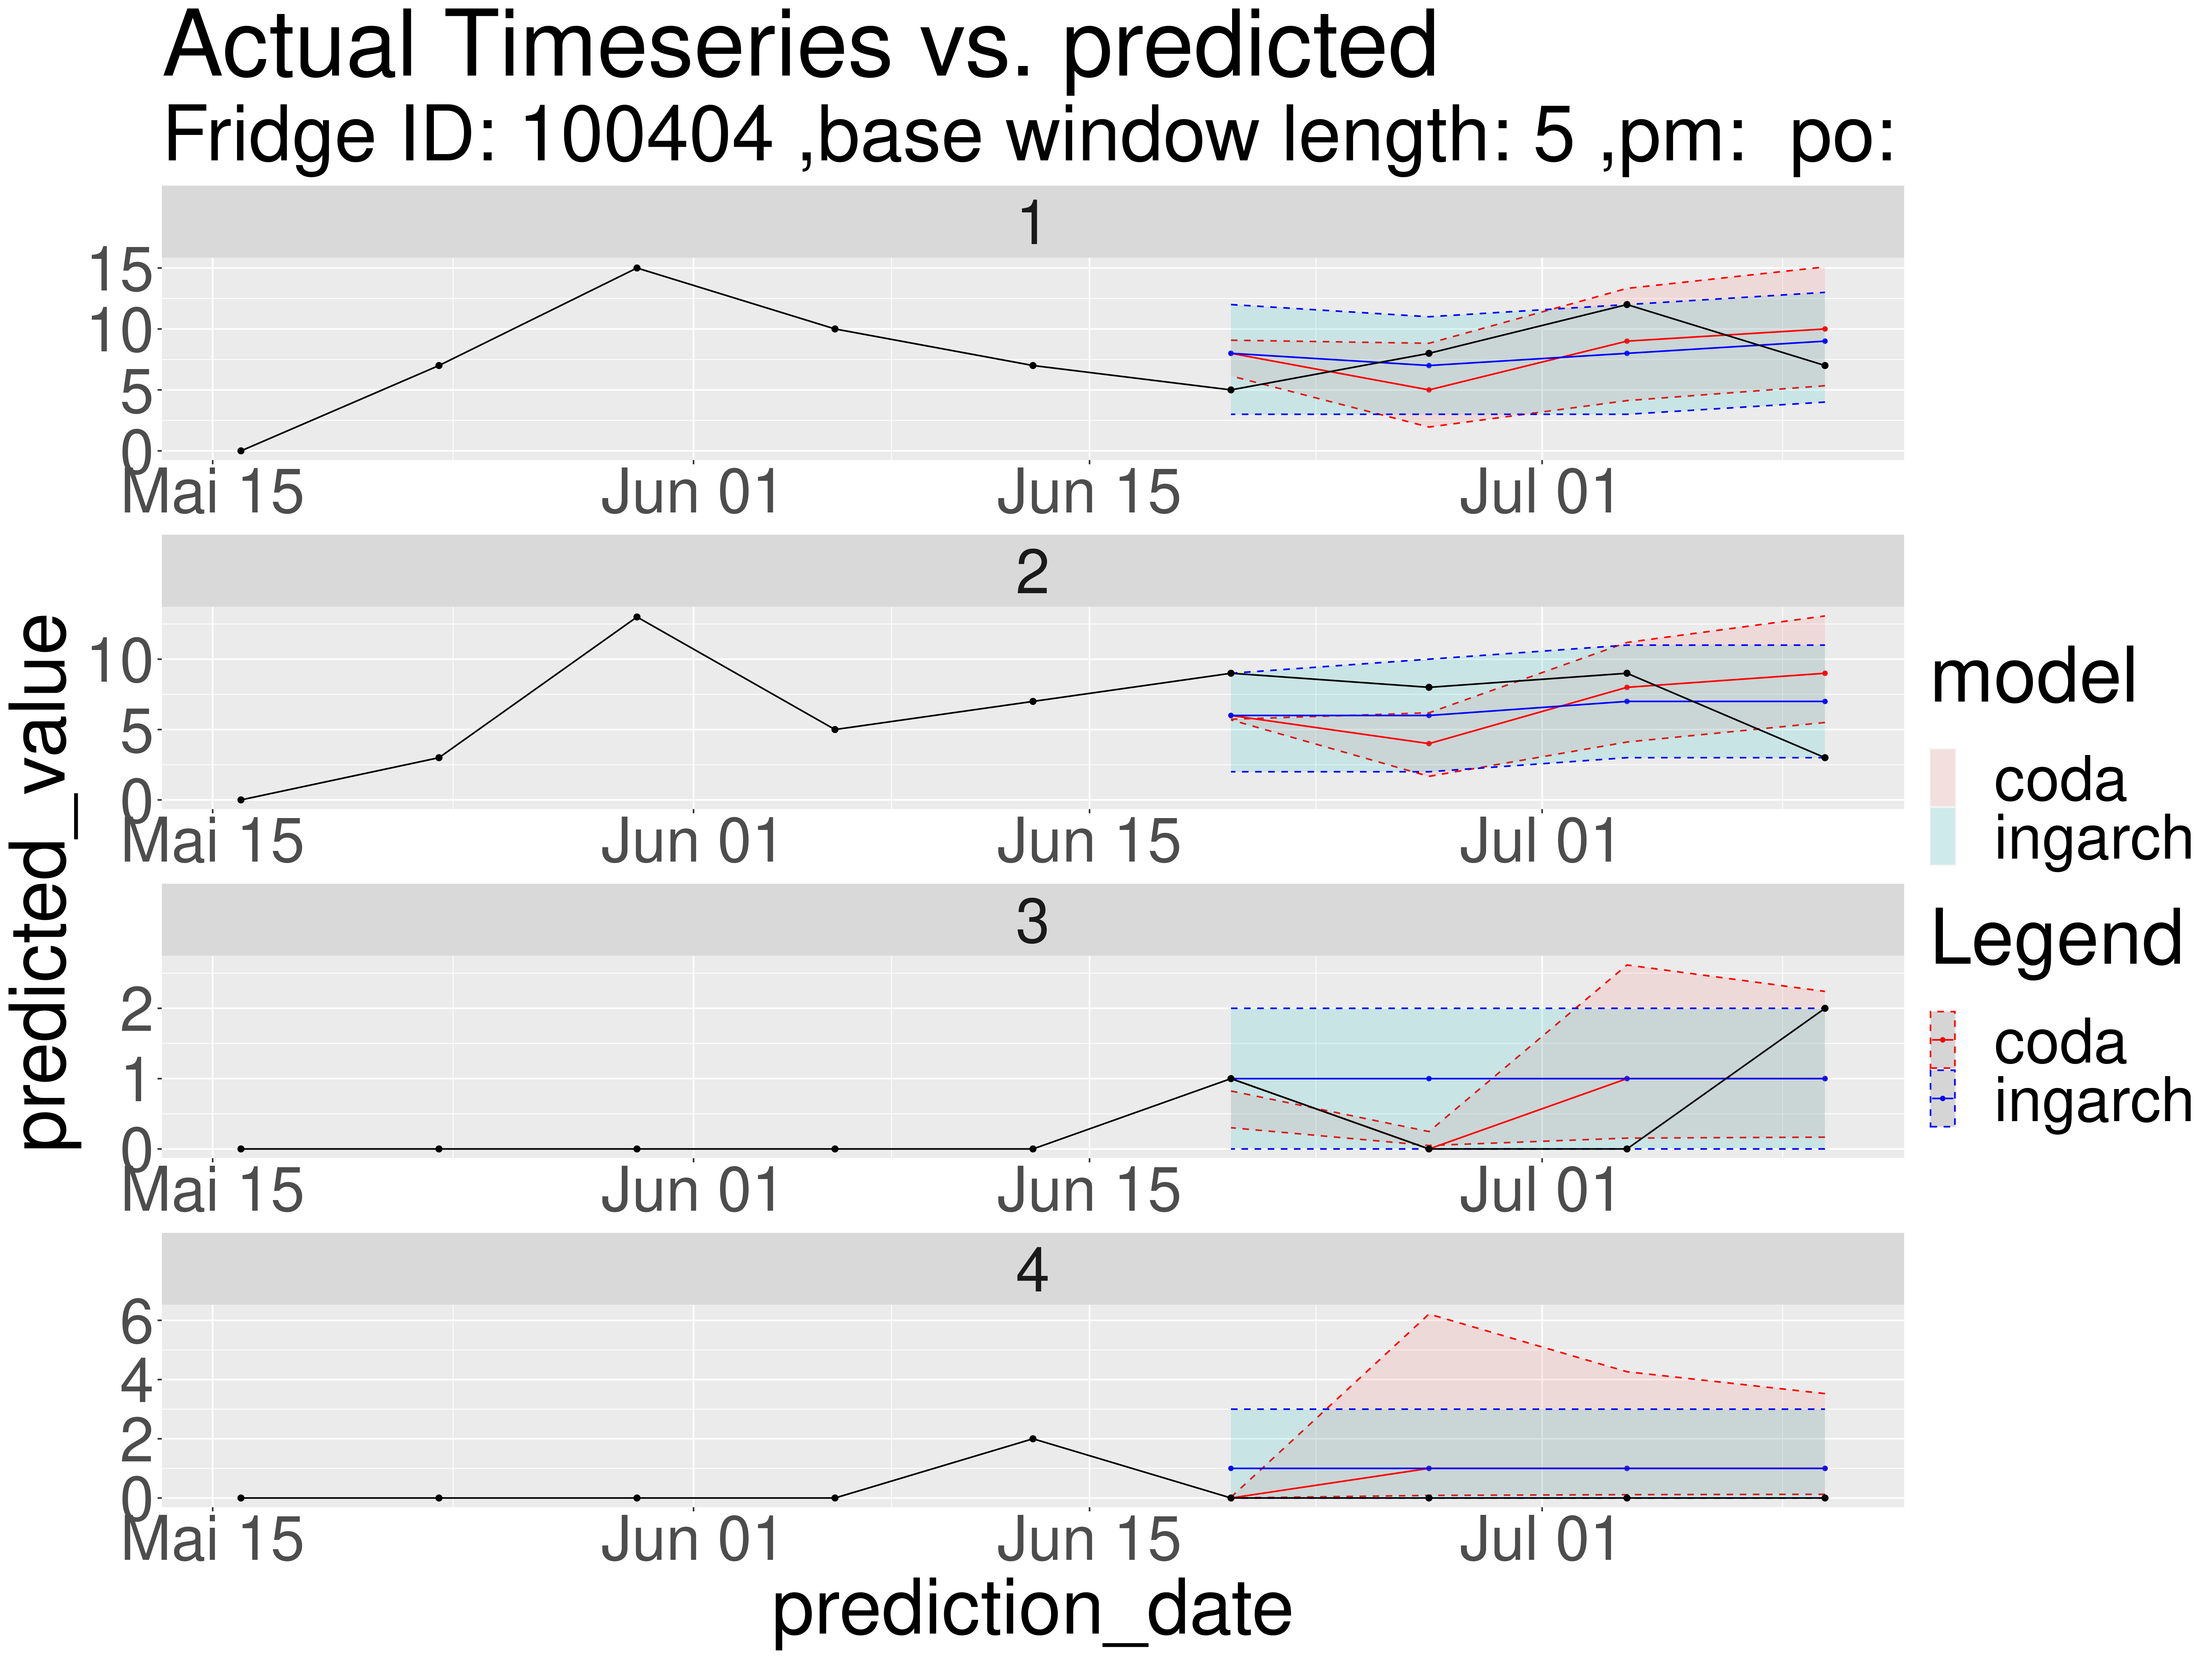 Actual Timeseries vs. predicted
Fridge ID: 100404 ,base window length: 5 ,pm:  po:
predicted_value
1
15
10
5
0
Mai 15 Jun 01 Jun 15 Jul 01
2
10
5
0
Mai 15 Jun 01 Jun 15 Jul 01
3
2
1
0
Mai 15 Jun 01 Jun 15 Jul 01
4
6
4
2
0
Mai 15 Jun 01 Jun 15 Jul 01
prediction_date
model
coda
ingarch
Legend
coda
ingarch